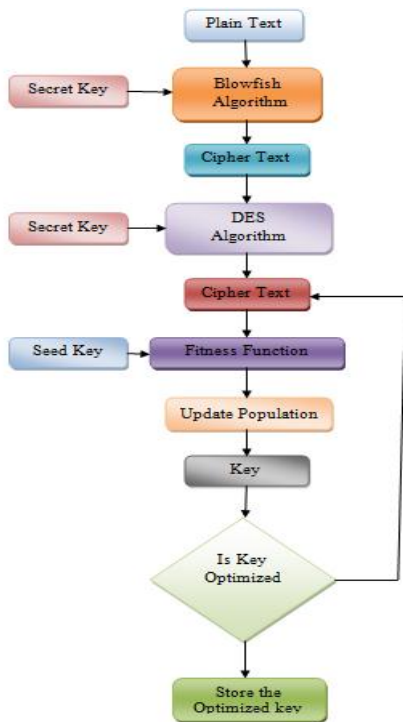 Plain Text
Secret Key
Blowfish
Algorithm
Cipher Text
Secret Key
DES
Algorithm
Cipher Text
Seed Key
Fitness Function
Update Population
Key
Is Key
Optimized
Store the
Optimized key